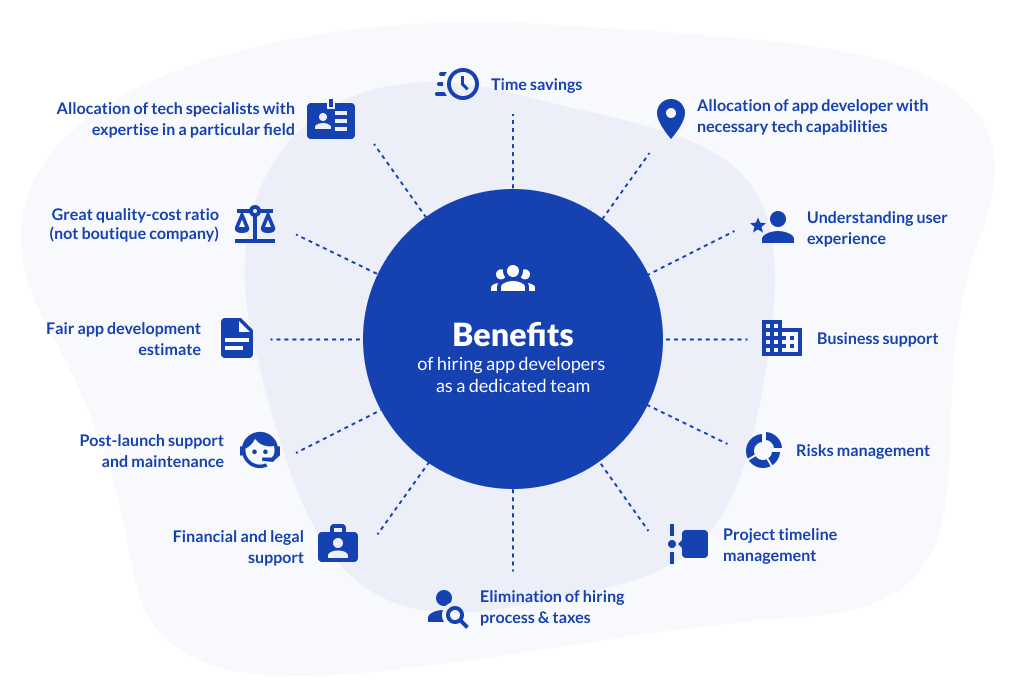 Time savings
Allocation of app developer with
necessary tech capabilities
Understanding user
experience
Business support
Risks management
Project timeline
management
Elimination of hiring
process & taxes
Financial and legal
support
Post-launch support
and maintenance
Fair app development
estimate
Great quality-cost ratio
(not boutique company)
Allocation of tech specialists with
expertise in a particular field
Benefits
of hiring app developers
as a dedicated team